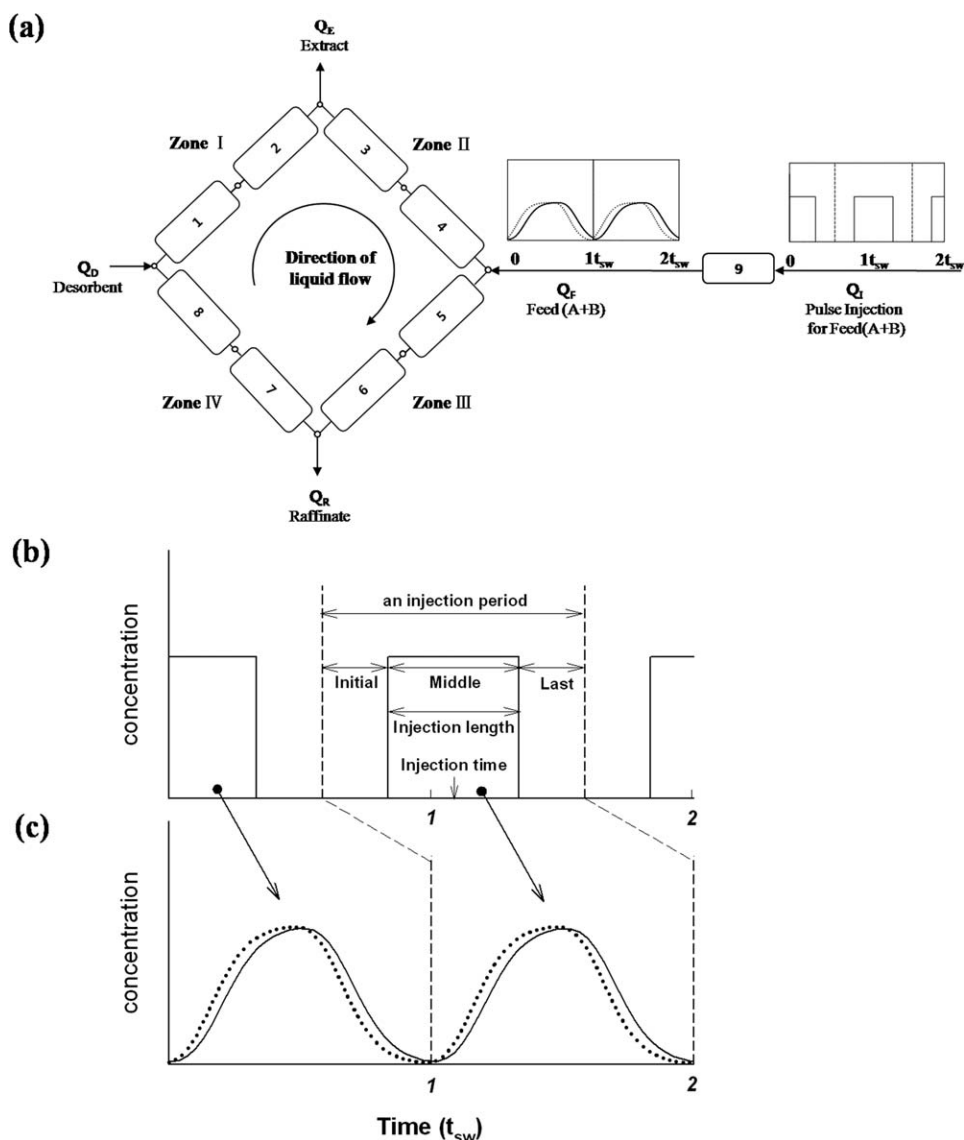 (a)
Q_E
Extract
Zone I
Zone II
2
3
1
4
Q_D
Desorbent
Direction of
liquid flow
0
1t_sw
2t_sw
Q_F
Feed (A+B)
9
0
1t_sw
2t_sw
Q_I
Pulse Injection
for Feed(A+B)
8
5
7
6
Zone IV
Zone III
Q_R
Raffinate
(b)
concentration
an injection period
Initial
Middle
Last
Injection length
Injection time
1
2
(c)
concentration
1
2
Time (t_sw)